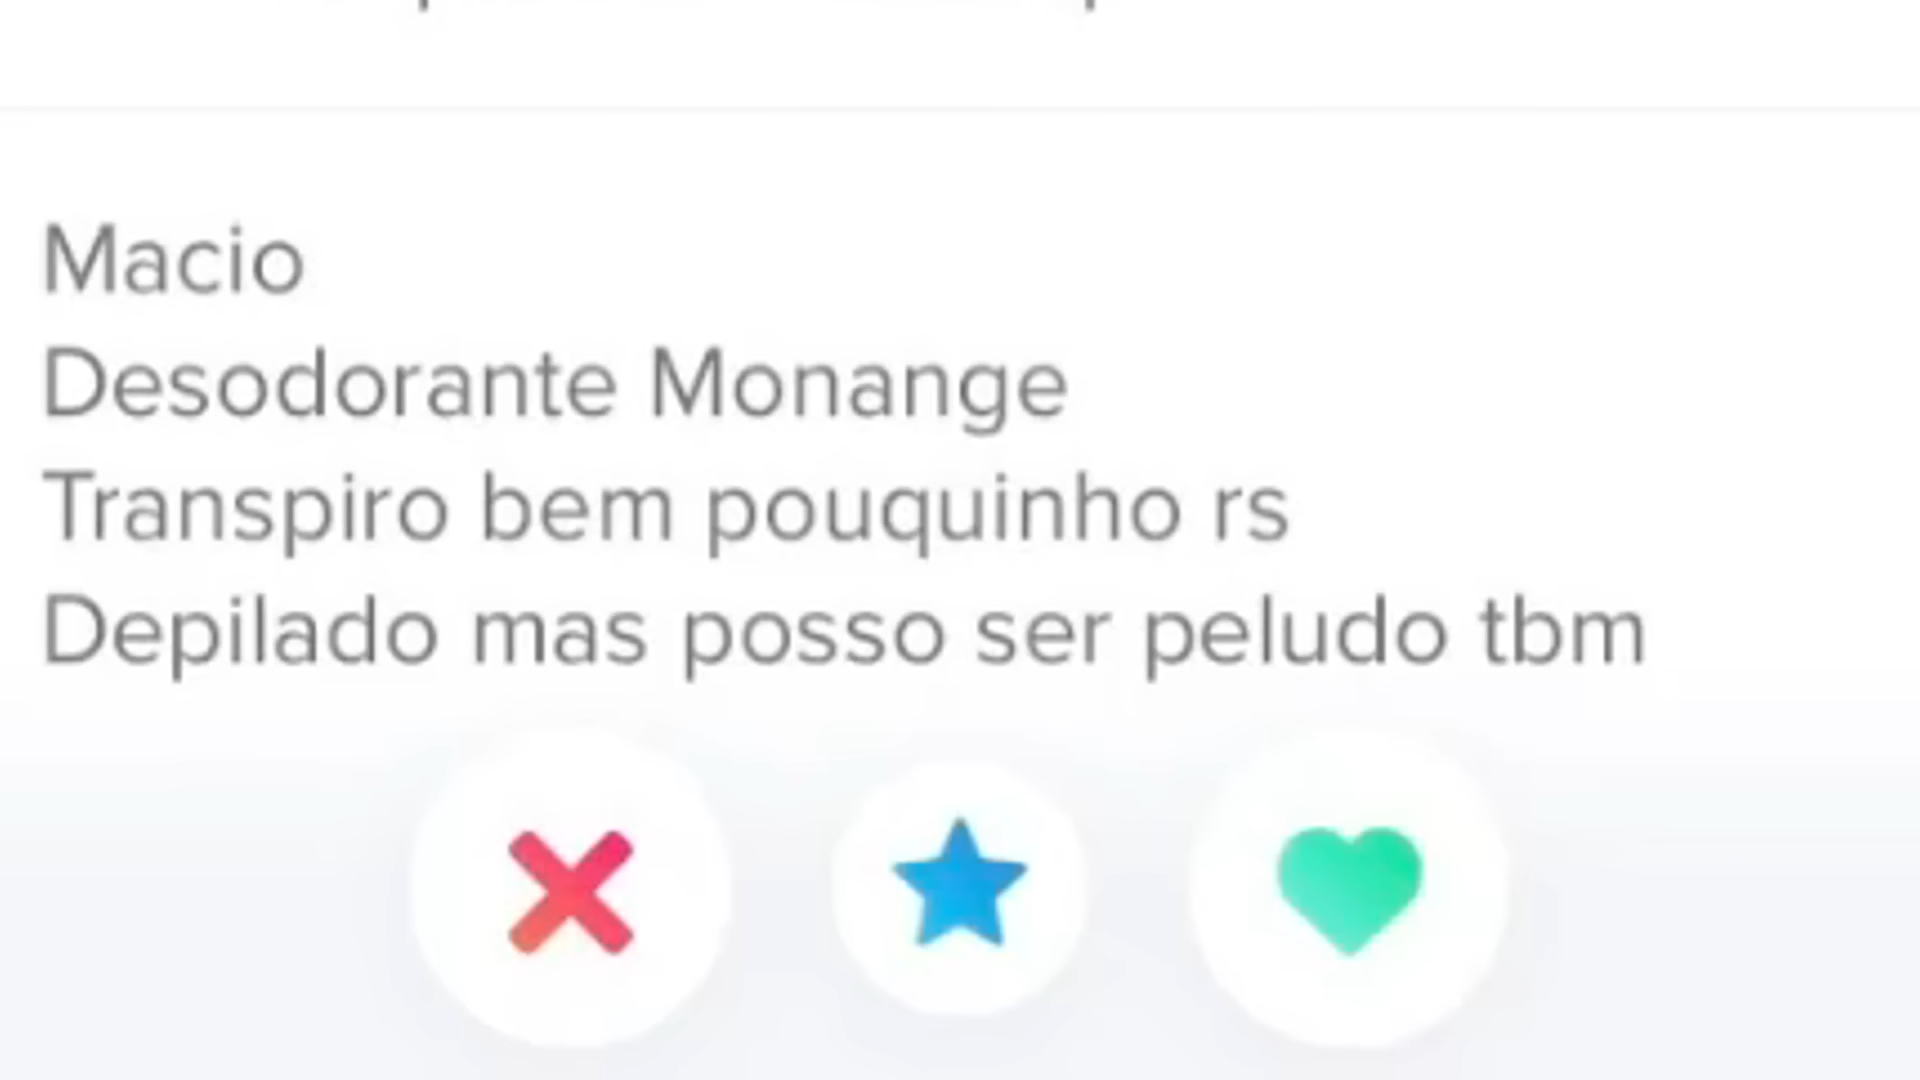 Macio
Desodorante Monange
Transpiro bem pouquinho rs
Depilado mas posso ser peludo tbm